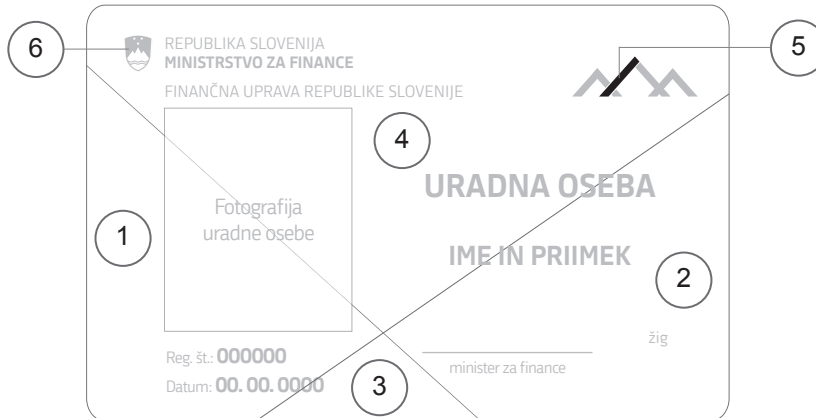 6
REPUBLIKA SLOVENIJA
MINISTRSTVO ZA FINANCE
FINANČNA UPRAVA REPUBLIKE SLOVENIJE
5
4
URADNA OSEBA
Fotografija
uradne osebe
1
IME IN PRIIMEK
2
žig
Reg. št.: 000000
Datum: 00. 00. 0000
3
minister za finance